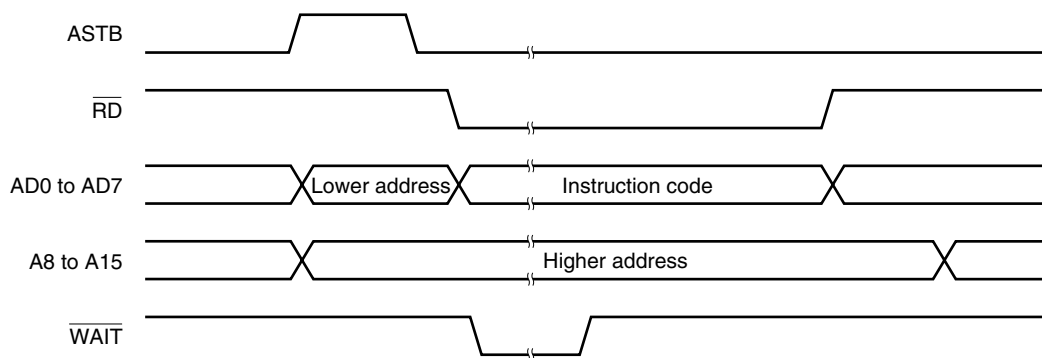 ASTB
RD
AD0 to AD7 Lower address Instruction code
A8 to A15 Higher address
WAIT